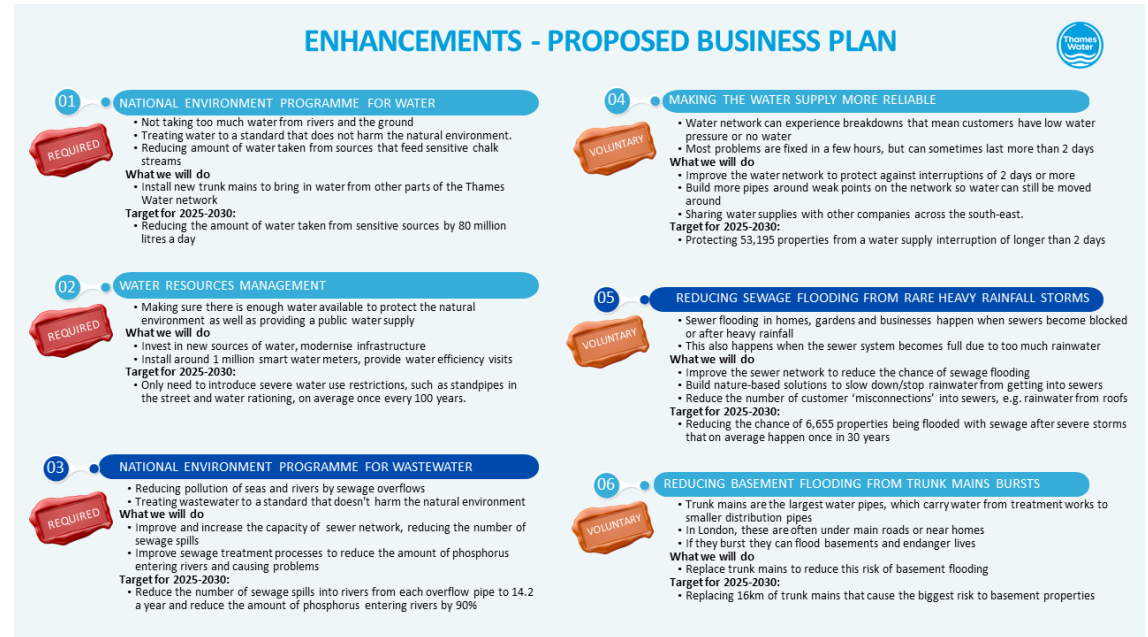 ENHANCEMENTS - PROPOSED BUSINESS PLAN
Thames
Water
01
NATIONAL ENVIRONMENT PROGRAMME FOR WATER
REQUIRED
• Not taking too much water from rivers and the ground
• Treating water to a standard that does not harm the natural environment.
• Reducing amount of water taken from sources that feed sensitive chalk
streams
What we will do
• Install new trunk mains to bring in water from other parts of the Thames
Water network
Target for 2025-2030:
• Reducing the amount of water taken from sensitive sources by 80 million
litres a day
02
WATER RESOURCES MANAGEMENT
REQUIRED
• Making sure there is enough water available to protect the natural
environment as well as providing a public water supply
What we will do
• Invest in new sources of water, modernise infrastructure
• Install around 1 million smart water meters, provide water efficiency visits
Target for 2025-2030:
• Only need to introduce severe water use restrictions, such as standpipes in
the street and water rationing, on average once every 100 years.
03
NATIONAL ENVIRONMENT PROGRAMME FOR WASTEWATER
REQUIRED
• Reducing pollution of seas and rivers by sewage overflows
• Treating wastewater to a standard that doesn't harm the natural environment
What we will do
• Improve and increase the capacity of sewer network, reducing the number of
sewage spills
• Improve sewage treatment processes to reduce the amount of phosphorus
entering rivers and causing problems
Target for 2025-2030:
• Reduce the number of sewage spills into rivers from each overflow pipe to 14.2
a year and reduce the amount of phosphorus entering rivers by 90%
04
MAKING THE WATER SUPPLY MORE RELIABLE
VOLUNTARY
• Water network can experience breakdowns that mean customers have low water
pressure or no water
• Most problems are fixed in a few hours, but can sometimes last more than 2 days
What we will do
• Improve the water network to protect against interruptions of 2 days or more
• Build more pipes around weak points on the network so water can still be moved
around
• Sharing water supplies with other companies across the south-east.
Target for 2025-2030:
• Protecting 53,195 properties from a water supply interruption of longer than 2 days
05
REDUCING SEWAGE FLOODING FROM RARE HEAVY RAINFALL STORMS
VOLUNTARY
• Sewer flooding in homes, gardens and businesses happen when sewers become blocked
or after heavy rainfall
• This also happens when the sewer system becomes full due to too much rainwater
What we will do
• Improve the sewer network to reduce the chance of sewage flooding
• Build nature-based solutions to slow down/stop rainwater from getting into sewers
• Reduce the number of customer ‘misconnections’ into sewers, e.g. rainwater from roofs
Target for 2025-2030:
• Reducing the chance of 6,655 properties being flooded with sewage after severe storms
that on average happen once in 30 years
06
REDUCING BASEMENT FLOODING FROM TRUNK MAINS BURSTS
VOLUNTARY
• Trunk mains are the largest water pipes, which carry water from treatment works to
smaller distribution pipes
• In London, these are often under main roads or near homes
• If they burst they can flood basements and endanger lives
What we will do
• Replace trunk mains to reduce this risk of basement flooding
Target for 2025-2030:
• Replacing 16km of trunk mains that cause the biggest risk to basement properties